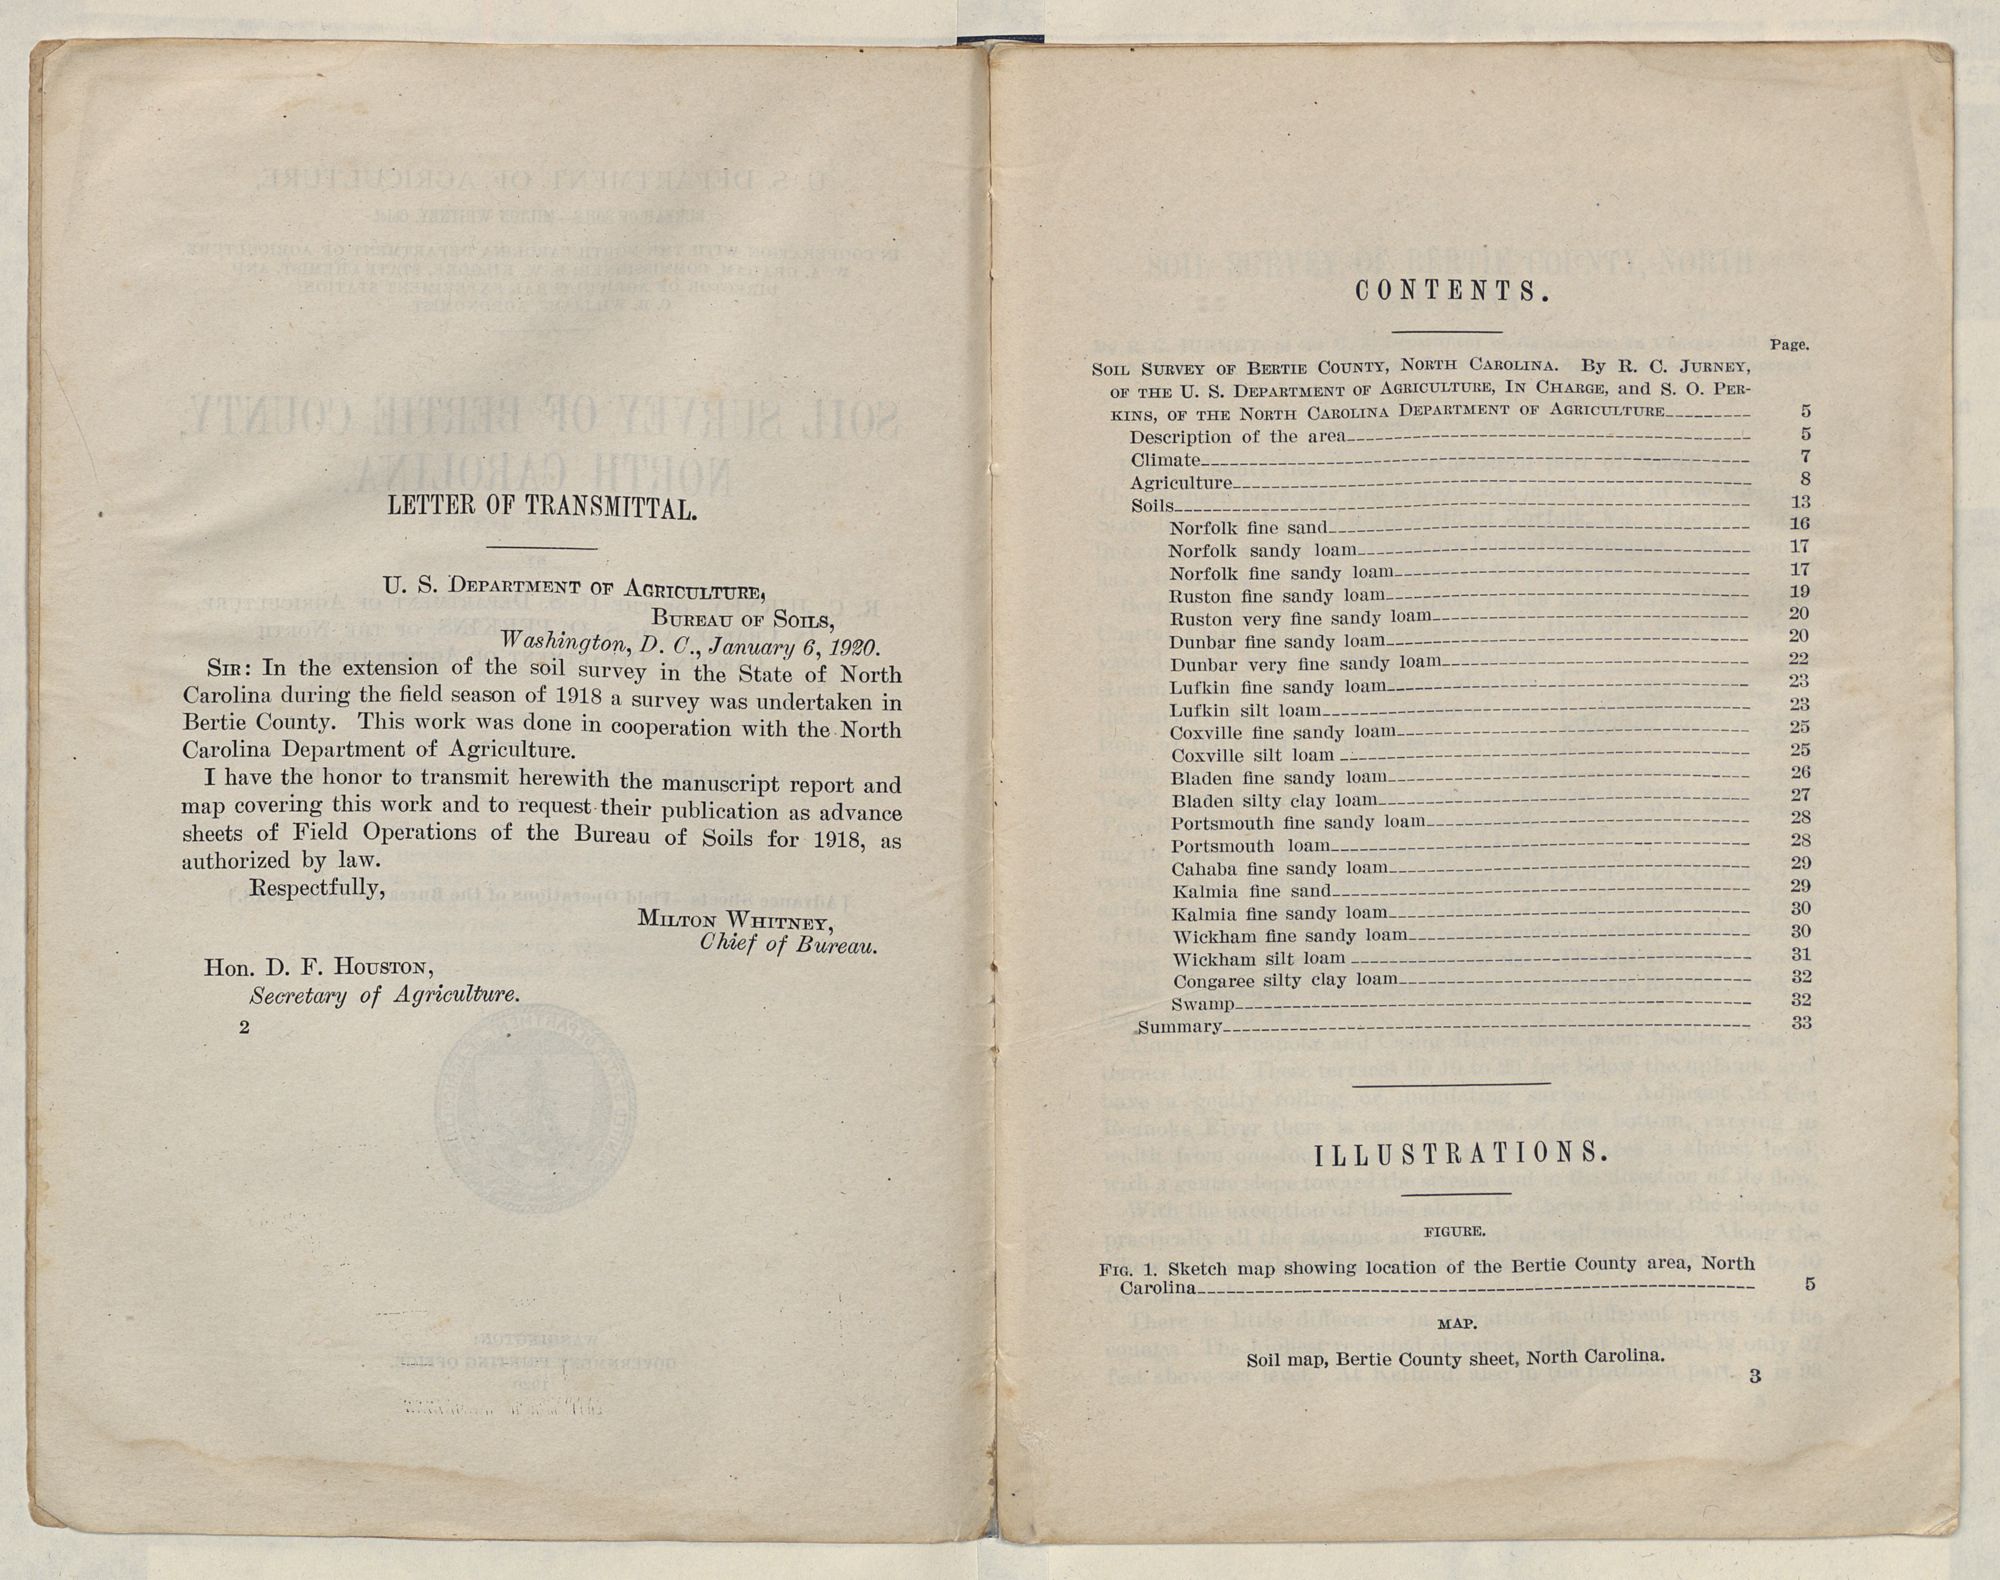 LETTER OF TRANSMITTAL.
U. S. DEPARTMENT OF AGRICULTURE,
BUREAU OF SOILS,
Washington, D. C., January 6, 1920.
SIR: In the extension of the soil survey in the State of North
Carolina during the field season of 1918 a survey was undertaken in
Bertie County. This work was done in cooperation with the North
Carolina Department of Agriculture.
I have the honor to transmit herewith the manuscript report and
map covering this work and to request their publication as advance
sheets of Field Operations of the Bureau of Soils for 1918, as
authorized by law.
Respectfully,
MILTON WHITNEY,
Chief of Bureau.
Hon. D. F. HOUSTON,
Secretary of Agriculture.
2
CONTENTS.
Page.
SOIL SURVEY OF BERTIE COUNTY, NORTH CAROLINA. By R. C. JURNEY,
OF THE U. S. DEPARTMENT OF AGRICULTURE, IN CHARGE, and S. O. PER-
KINS, OF THE NORTH CAROLINA DEPARTMENT OF AGRICULTURE 5
Description of the area 5
Climate 7
Agriculture 8
Soils 13
Norfolk fine sand 16
Norfolk sandy loam 17
Norfolk fine sandy loam 17
Ruston fine sandy loam 19
Ruston very fine sandy loam 20
Dunbar fine sandy loam 20
Dunbar very fine sandy loam 22
Lufkin fine sandy loam 23
Lufkin silt loam 23
Coxville fine sandy loam 25
Coxville silt loam 25
Bladen fine sandy loam 26
Bladen silty clay loam 27
Portsmouth fine sandy loam 28
Portsmouth loam 28
Cahaba fine sandy loam 29
Kalmia fine sand 29
Kalmia fine sandy loam 30
Wickham fine sandy loam 30
Wickham silt loam 31
Congaree silty clay loam 32
Swamp 32
Summary 33
ILLUSTRATIONS.
FIGURE.
FIG. 1. Sketch map showing location of the Bertie County area, North
Carolina 5
MAP.
Soil map, Bertie County sheet, North Carolina.
3